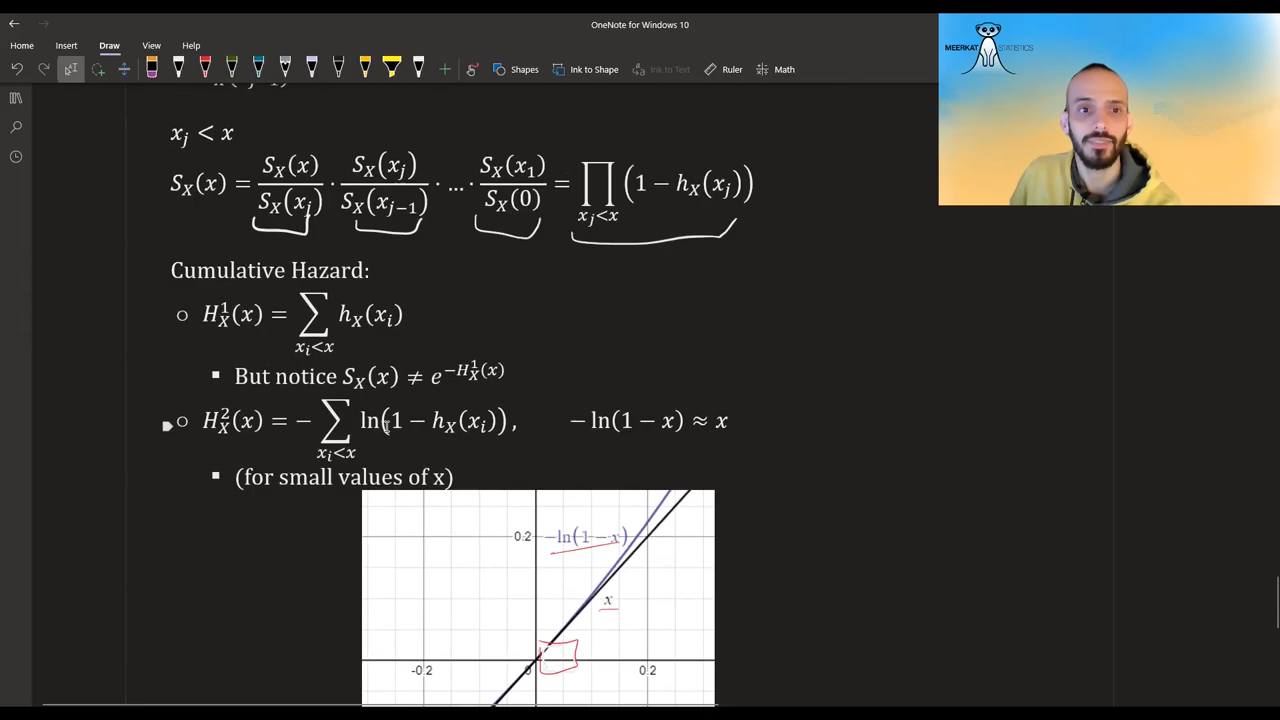 OneNote for Windows 10
Home Insert Draw View Help
Shapes Ink to Shape Ink to Text Ruler Math
MEERKAT STATISTICS
x_j < x
S_X(x) = S_X(x)/S_X(x_j) · S_X(x_j)/S_X(x_{j−1}) · … · S_X(x_1)/S_X(0) = ∏_{x_j<x} (1 − h_X(x_j))
Cumulative Hazard:
○ H_X^1(x) = ∑_{x_i<x} h_X(x_i)
▪ But notice S_X(x) ≠ e^{−H_X^1(x)}
○ H_X^2(x) = − ∑_{x_i<x} ln(1 − h_X(x_i)), − ln(1 − x) ≈ x
▪ (for small values of x)
0.2 −ln(1 − x)
x
-0.2 0 0.2